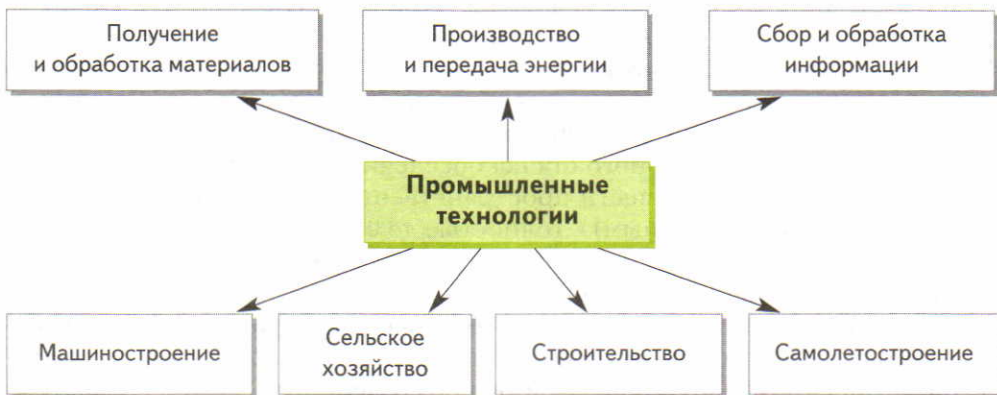 Получение
и обработка материалов
Производство
и передача энергии
Сбор и обработка
информации
Промышленные
технологии
Машиностроение
Сельское
хозяйство
Строительство
Самолетостроение